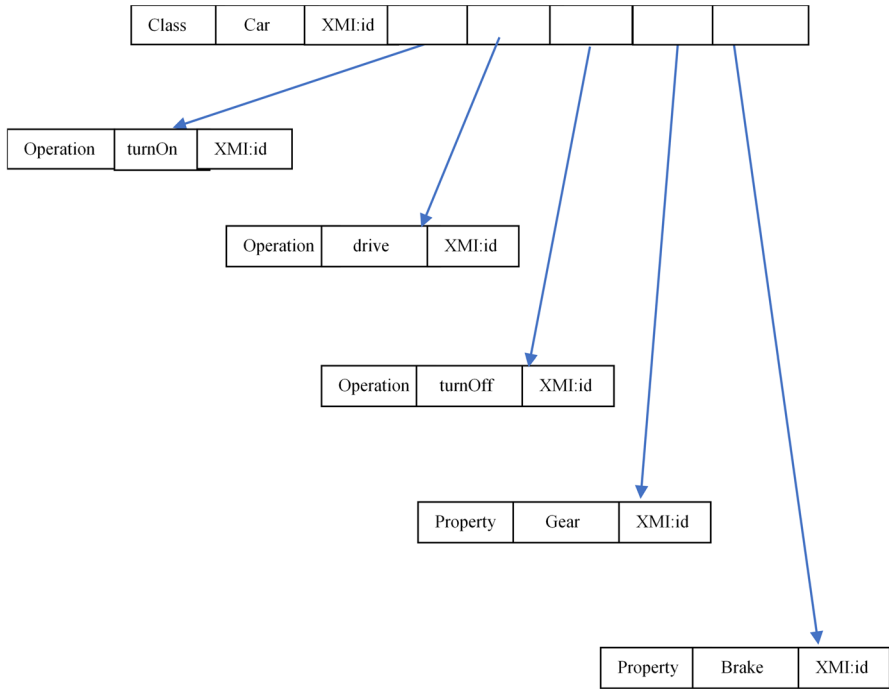 Class Car XMI:id
Operation turnOn XMI:id
Operation drive XMI:id
Operation turnOff XMI:id
Property Gear XMI:id
Property Brake XMI:id